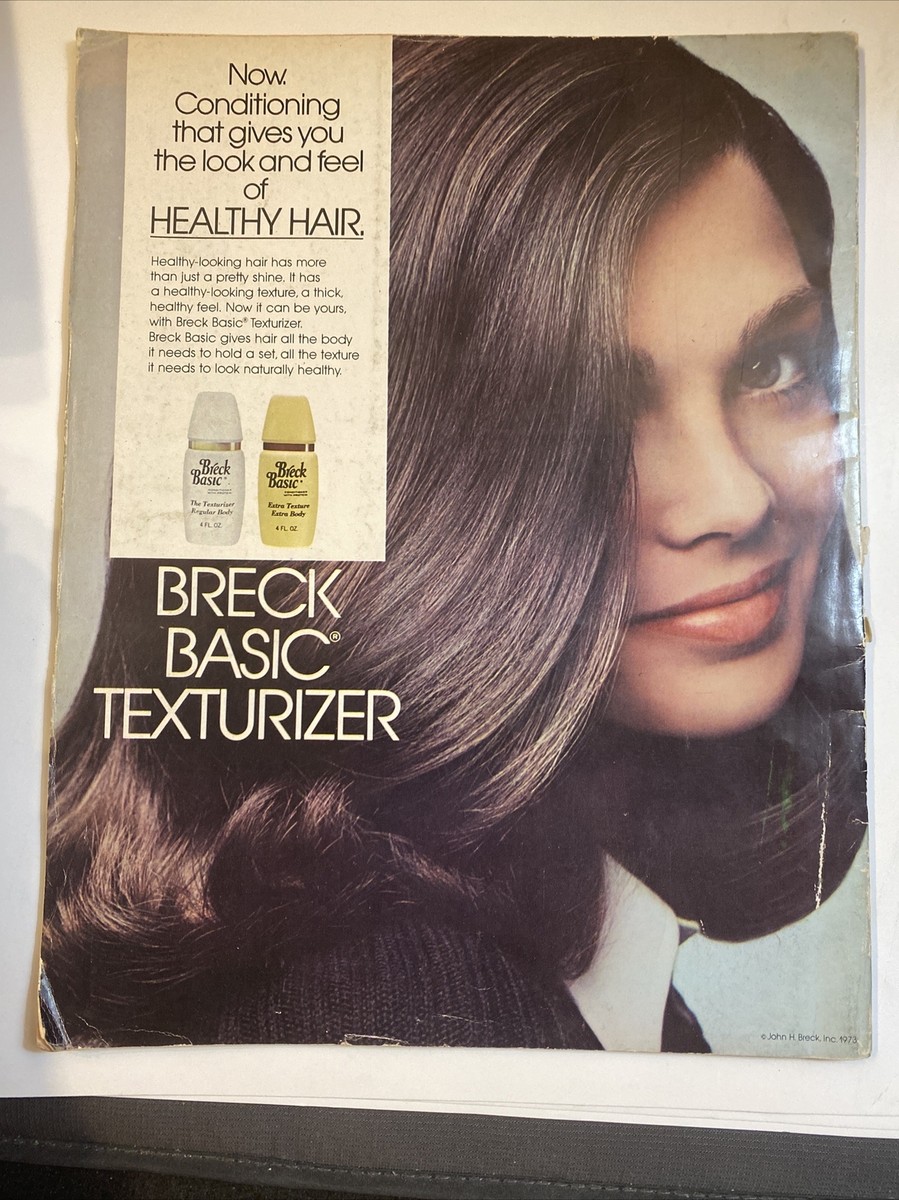 Now.
Conditioning
that gives you
the look and feel
of
HEALTHY HAIR.
Healthy-looking hair has more
than just a pretty shine. It has
a healthy-looking texture, a thick,
healthy feel. Now it can be yours,
with Breck Basic® Texturizer.
Breck Basic gives hair all the body
it needs to hold a set, all the texture
it needs to look naturally healthy.
Breck
Basic
The Texturizer
Regular Body
4 FL. OZ.
Breck
Basic
Extra Texture
Extra Body
4 FL. OZ.
BRECK
BASIC®
TEXTURIZER
© John H. Breck, Inc. 1973